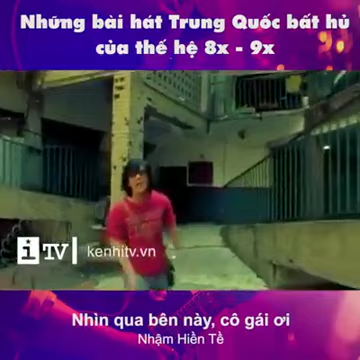 Những bài hát Trung Quốc bất hủ
của thế hệ 8x - 9x
iTV | kenhitv.vn
Nhìn qua bên này, cô gái ơi
Nhậm Hiền Tề